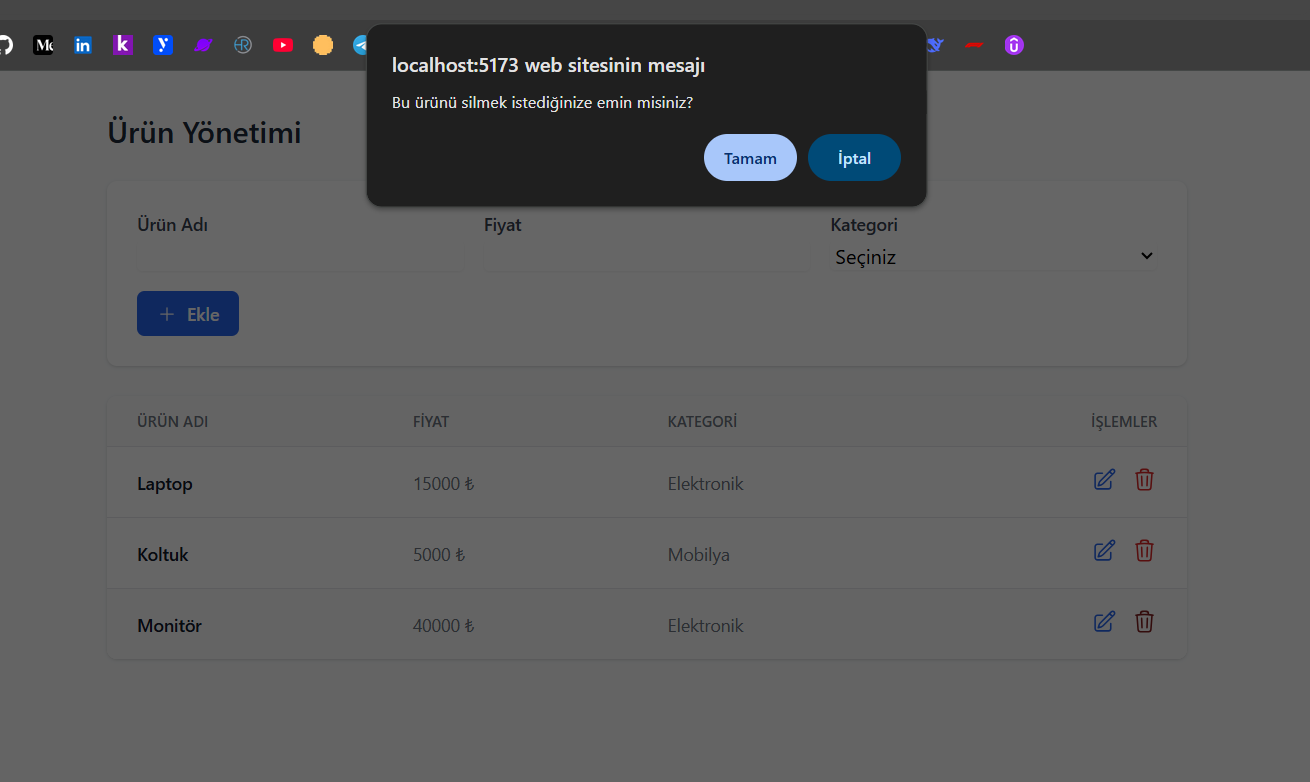 localhost:5173 web sitesinin mesajı
Bu ürünü silmek istediğinize emin misiniz?
Tamam İptal
Ürün Yönetimi
Ürün Adı Fiyat Kategori
Seçiniz
+ Ekle
ÜRÜN ADI FİYAT KATEGORİ İŞLEMLER
Laptop 15000 ₺ Elektronik
Koltuk 5000 ₺ Mobilya
Monitör 40000 ₺ Elektronik